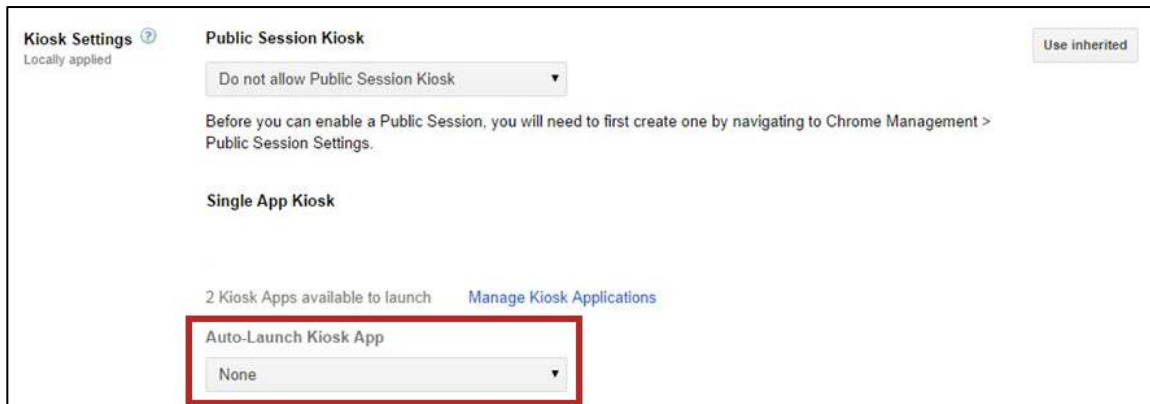 Kiosk Settings ?
Locally applied
Public Session Kiosk
Use inherited
Do not allow Public Session Kiosk
Before you can enable a Public Session, you will need to first create one by navigating to Chrome Management >
Public Session Settings.
Single App Kiosk
2 Kiosk Apps available to launch Manage Kiosk Applications
Auto-Launch Kiosk App
None